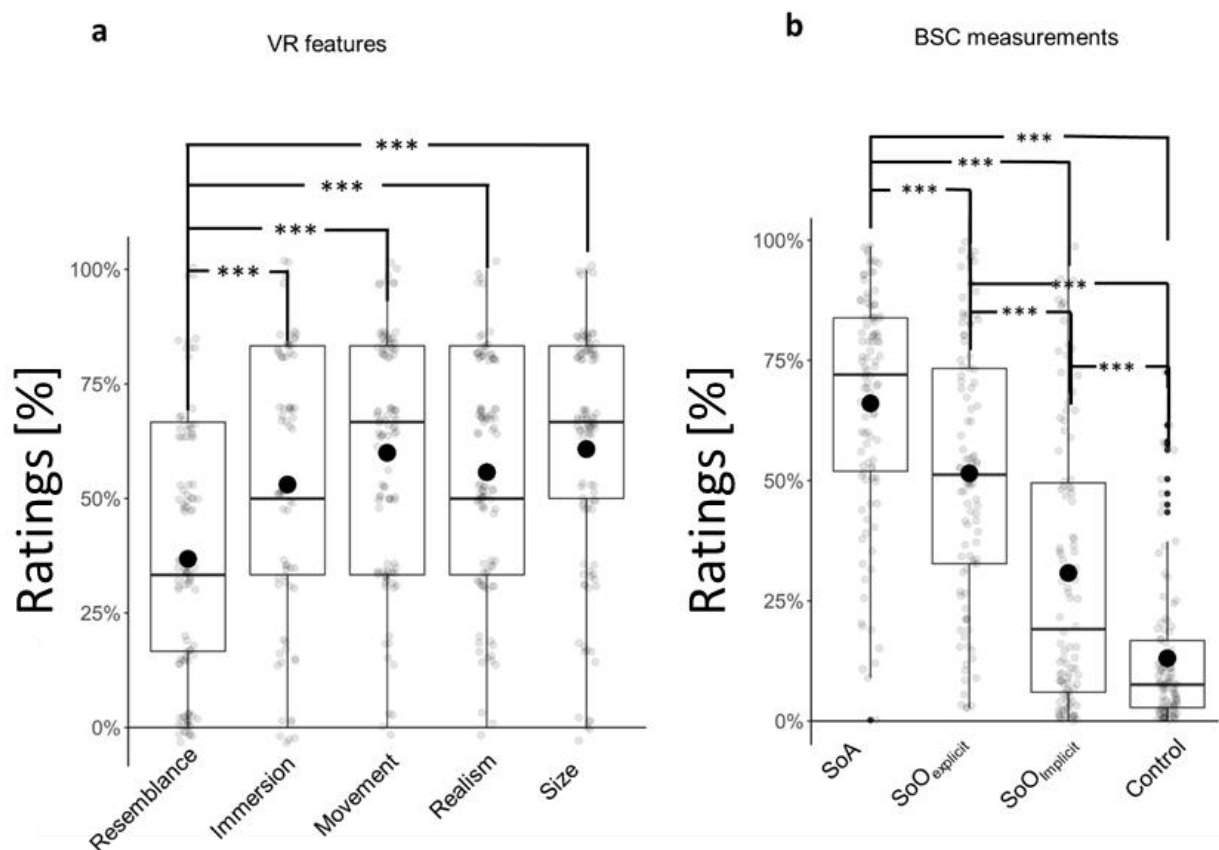 a
VR features
***
***
***
***
Ratings [%]
100%
75%
50%
25%
0%
Resemblance
Immersion
Movement
Realism
Size
b
BSC measurements
***
***
***
***
***
***
Ratings [%]
100%
75%
50%
25%
0%
SoA
SoO explicit
SoO Implicit
Control